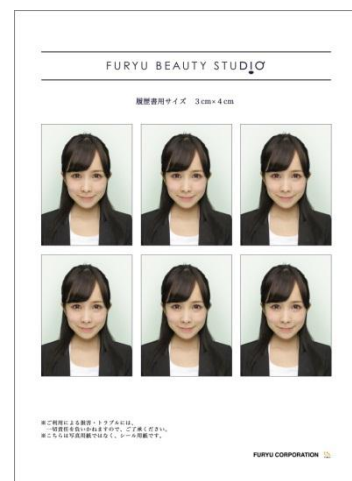 FURYU BEAUTY STUDIO
履歴書用サイズ 3cm×4cm
※ご利用による損害・トラブルには、
一切責任を負いかねますので、ご了承ください。
※こちらは写真用紙ではなく、シール用紙です。
FURYU CORPORATION